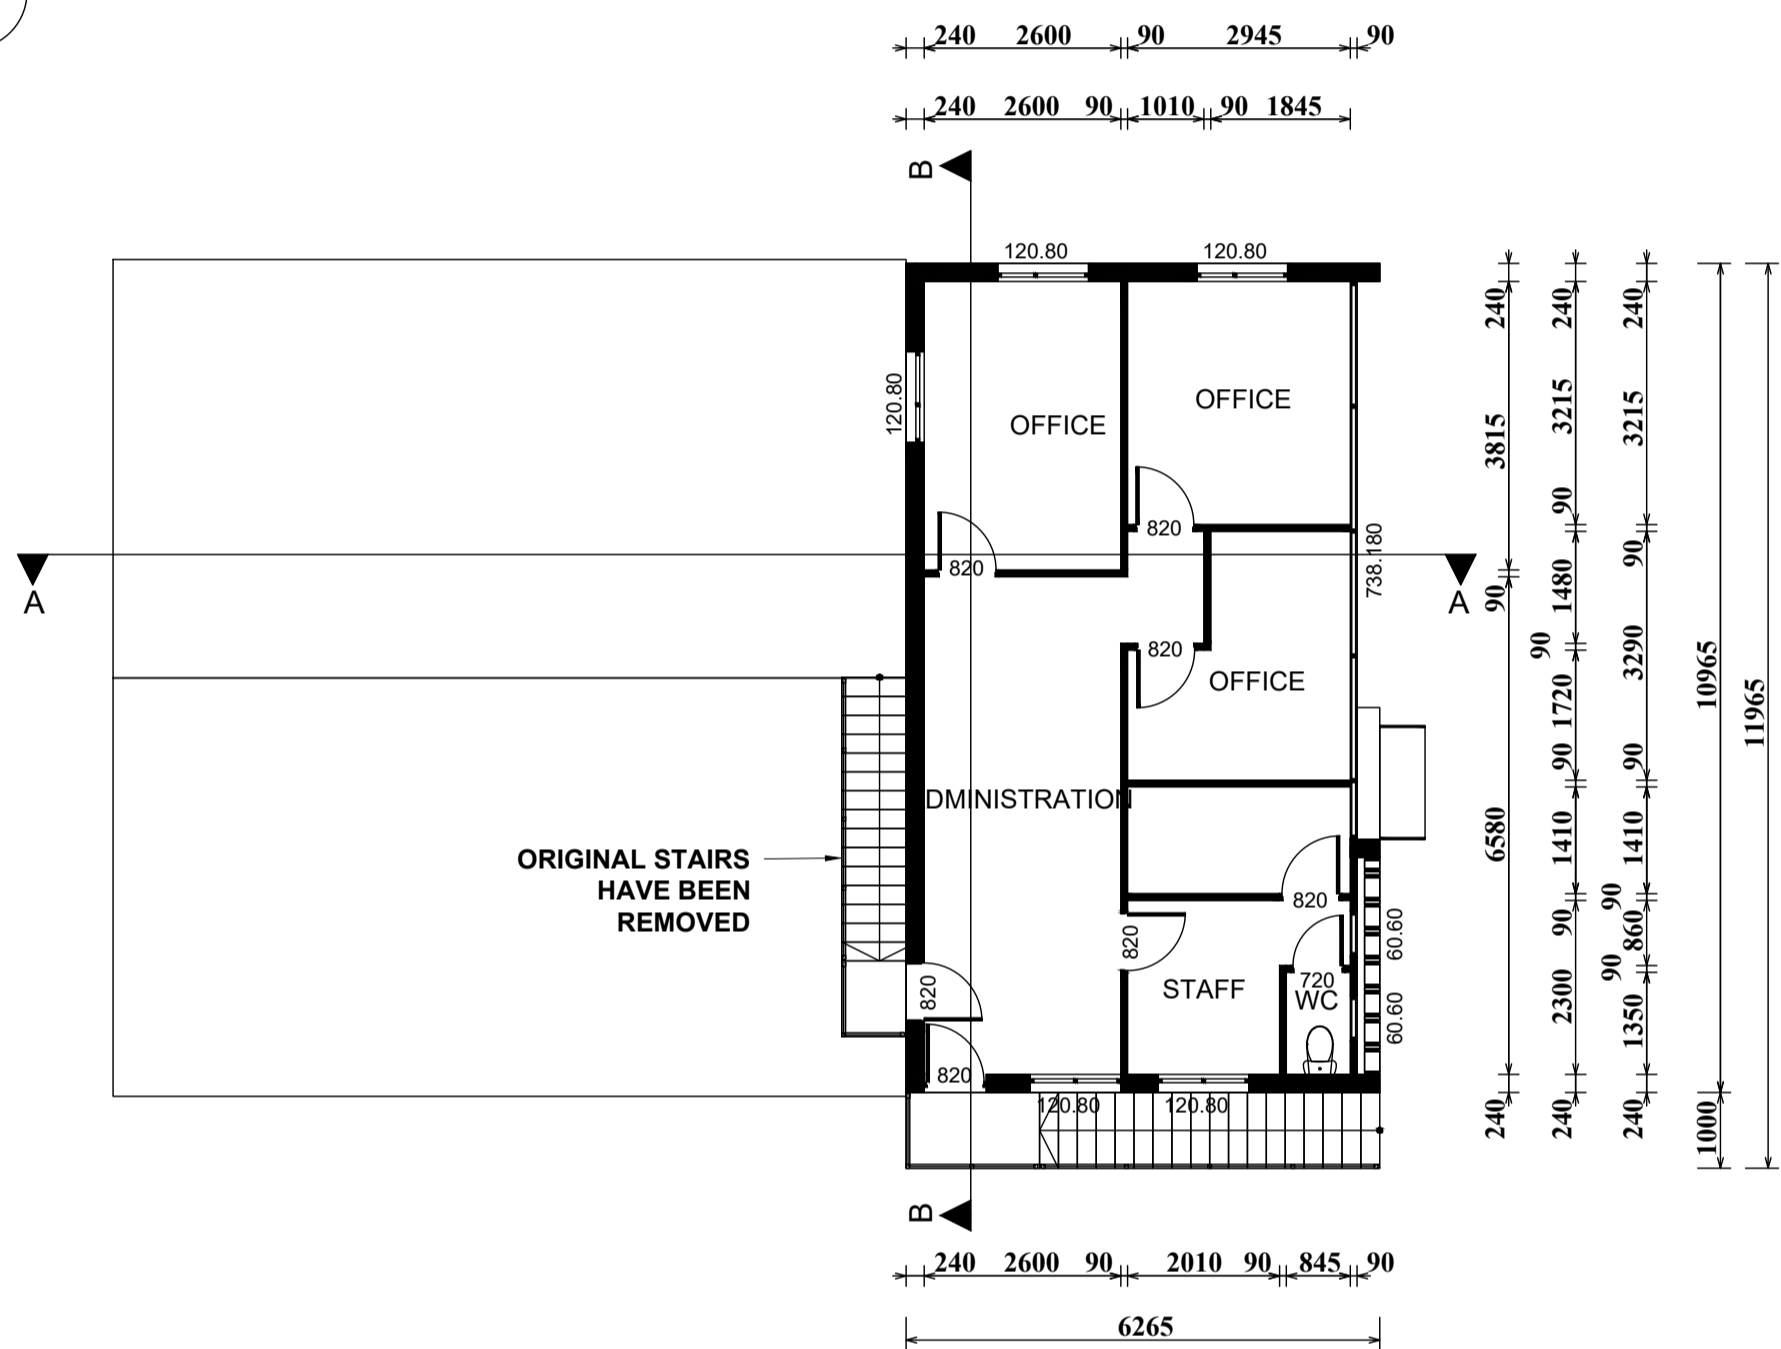 240 2600 90 2945 90
240 2600 90 1010 90 1845
B
120.80 120.80
240 240 240
120.80
OFFICE
OFFICE
3815 3215 3215
90
820
738.180
820
A
A
90 1480 90
820
90
OFFICE
1720 3290
10965
11965
90 90
DMINISTRATION
ORIGINAL STAIRS
HAVE BEEN
REMOVED
6580 1410 1410
820
90
820
60.60
90 860
90
STAFF
720
WC
820
60.60
2300 1350
820
120.80 120.80
240 240 240 1000
B
240 2600 90 2010 90 845 90
6265